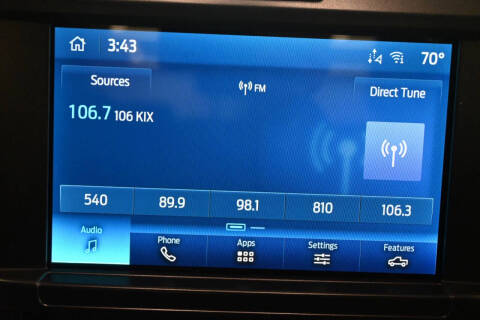 3:43
70°
Sources
FM
Direct Tune
106.7 106 KIX
540 89.9 98.1 810 106.3
Audio Phone Apps Settings Features